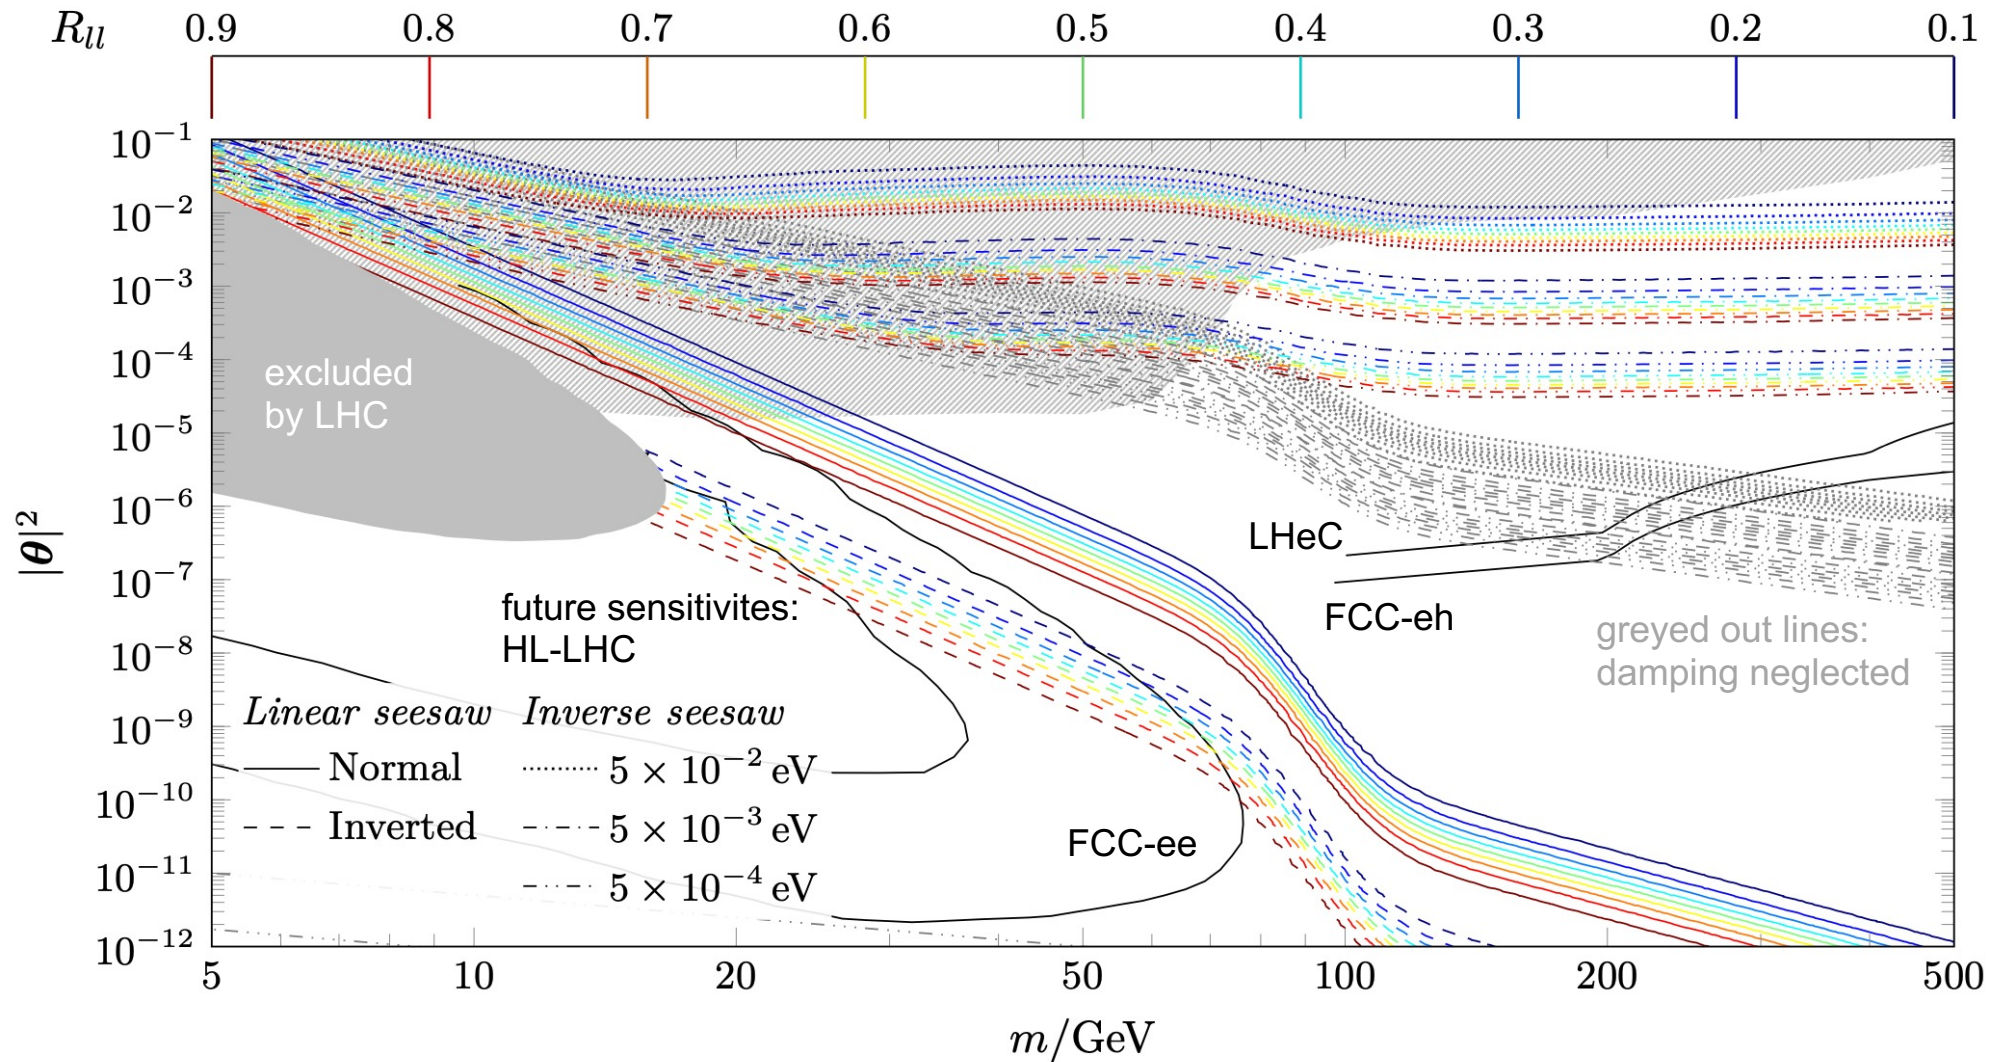 R_{ll} 0.9 0.8 0.7 0.6 0.5 0.4 0.3 0.2 0.1
10^{-1}
10^{-2}
10^{-3}
10^{-4}
10^{-5}
10^{-6}
10^{-7}
10^{-8}
10^{-9}
10^{-10}
10^{-11}
10^{-12}
|θ|^2
excluded
by LHC
LHeC
FCC-eh
future sensitivites:
HL-LHC
greyed out lines:
damping neglected
Linear seesaw Inverse seesaw
Normal 5 × 10^{-2} eV
Inverted 5 × 10^{-3} eV
5 × 10^{-4} eV
FCC-ee
5 10 20 50 100 200 500
m/GeV